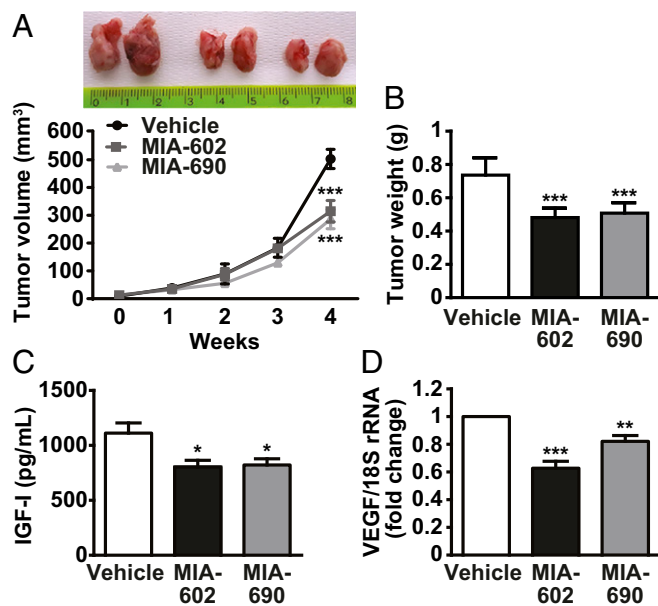 A
0 1 2 3 4 5 6 7 8
Tumor volume (mm³)
600
500
400
300
200
100
0
Vehicle
MIA-602
MIA-690
***
***
0 1 2 3 4
Weeks
B
Tumor weight (g)
1
0.8
0.6
0.4
0.2
0
*** ***
Vehicle MIA- MIA-
602 690
C
IGF-I (pg/mL)
1500
1000
500
0
* *
Vehicle MIA- MIA-
602 690
D
VEGF/18S rRNA
(fold change)
1.2
1
0.8
0.6
0.4
0.2
0
*** **
Vehicle MIA- MIA-
602 690